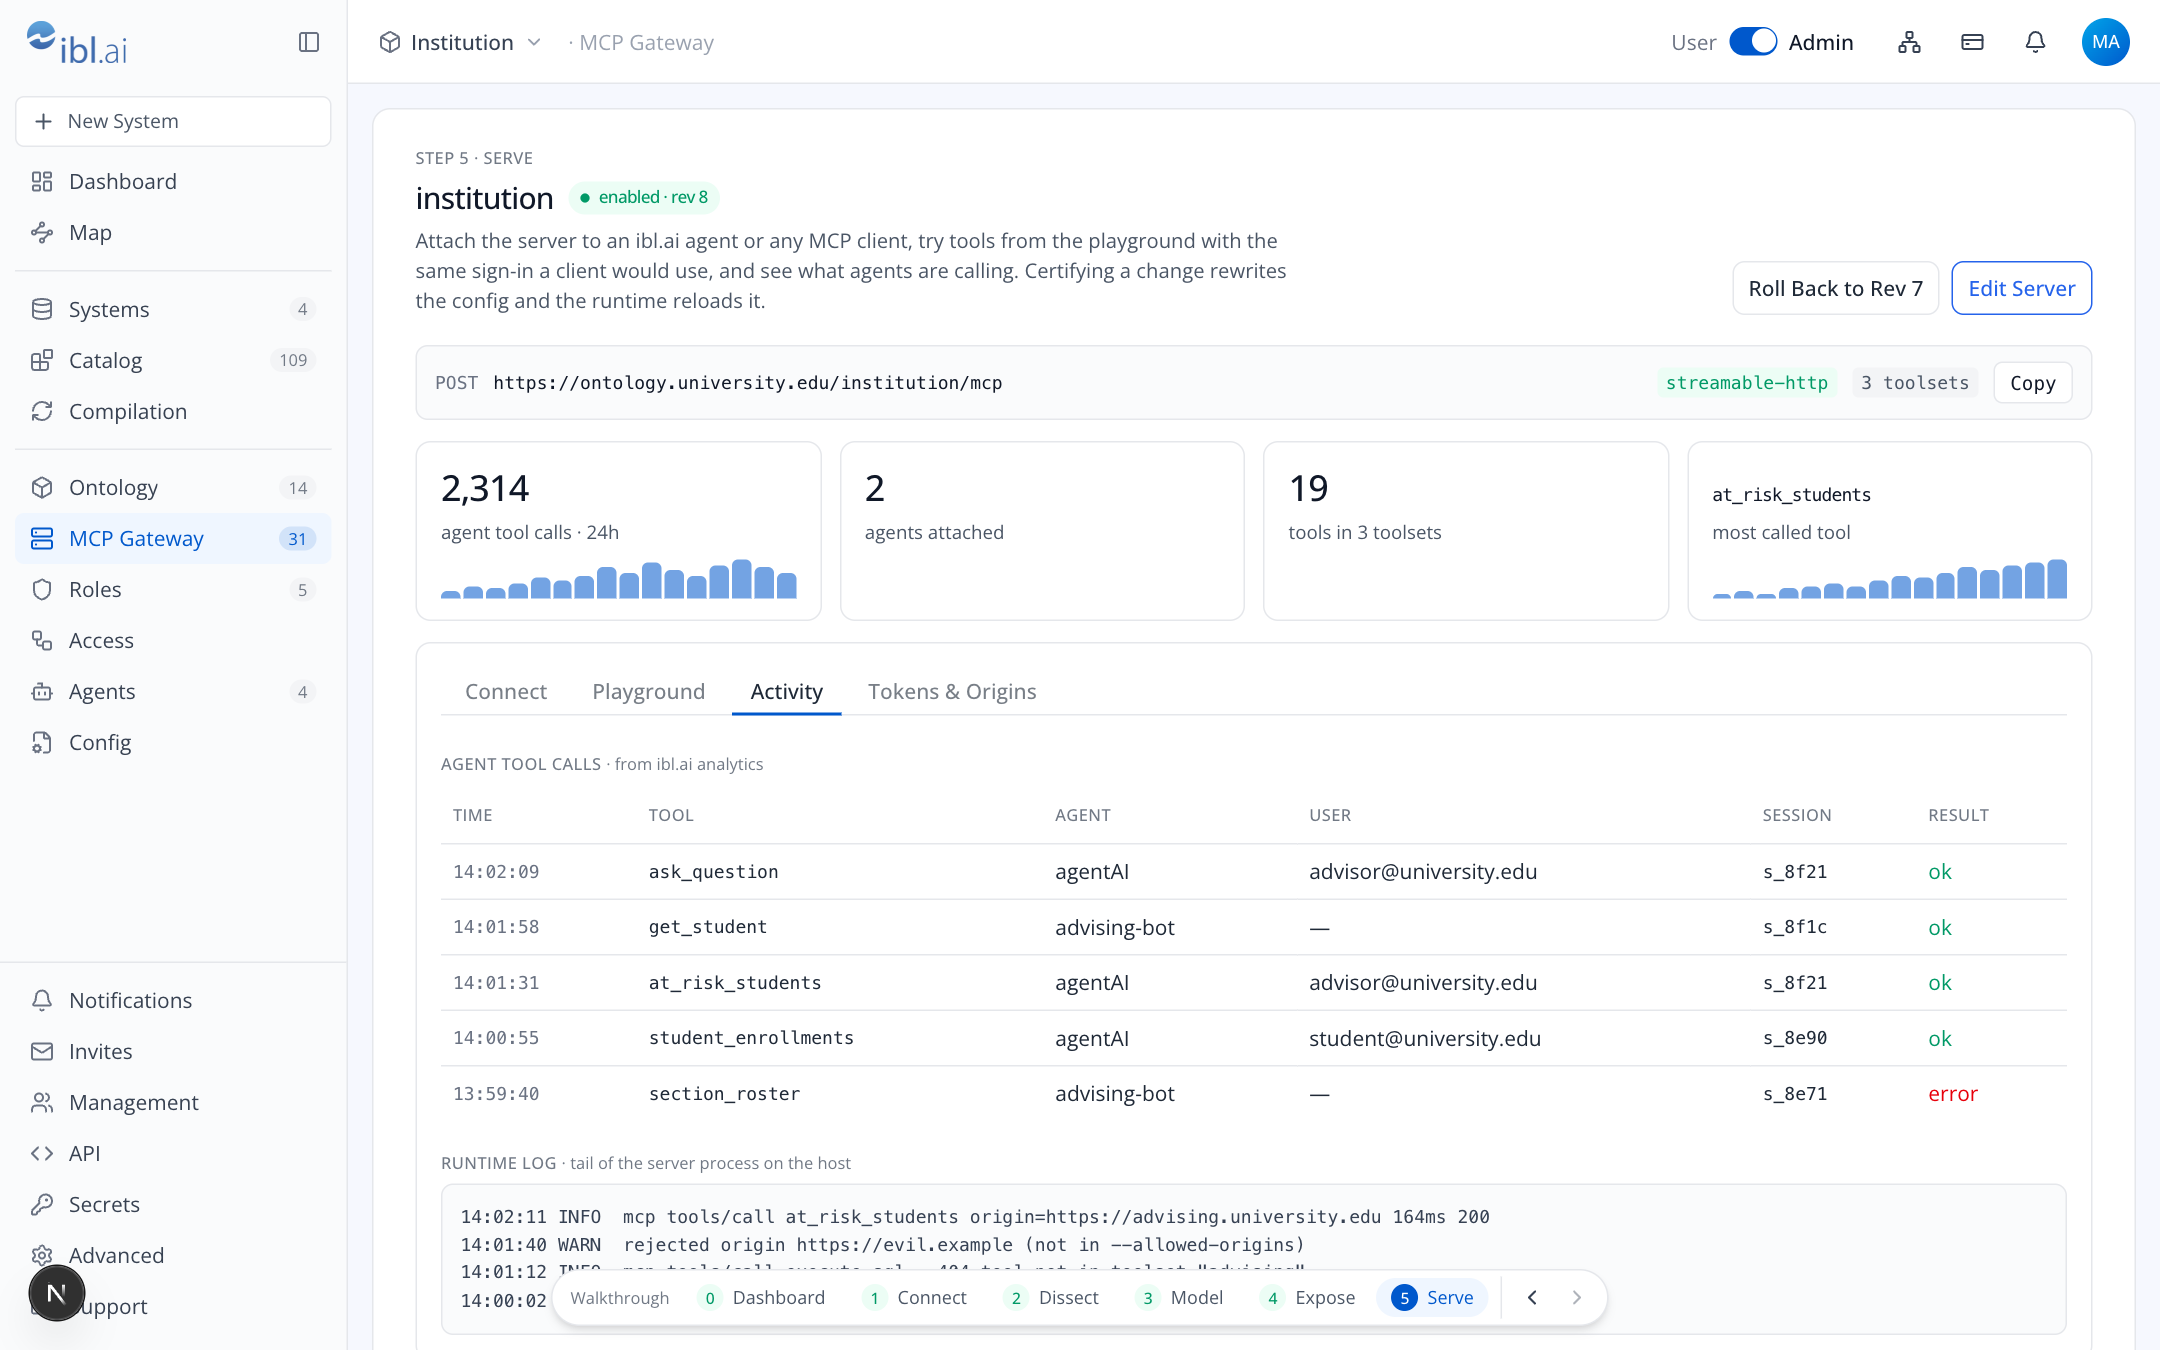 ibl.ai
New System
Dashboard
Map
Systems 4
Catalog 109
Compilation
Ontology 14
MCP Gateway 31
Roles 5
Access
Agents 4
Config
Notifications
Invites
Management
API
Secrets
Advanced
N
upport
Institution · MCP Gateway
User Admin
MA
STEP 5 · SERVE
institution enabled · rev 8
Attach the server to an ibl.ai agent or any MCP client, try tools from the playground with the
same sign-in a client would use, and see what agents are calling. Certifying a change rewrites
the config and the runtime reloads it.
Roll Back to Rev 7 Edit Server
POST https://ontology.university.edu/institution/mcp streamable-http 3 toolsets Copy
2,314
agent tool calls · 24h
2
agents attached
19
tools in 3 toolsets
at_risk_students
most called tool
Connect Playground Activity Tokens & Origins
AGENT TOOL CALLS · from ibl.ai analytics
TIME TOOL AGENT USER SESSION RESULT
14:02:09 ask_question agentAI advisor@university.edu s_8f21 ok
14:01:58 get_student advising-bot — s_8f1c ok
14:01:31 at_risk_students agentAI advisor@university.edu s_8f21 ok
14:00:55 student_enrollments agentAI student@university.edu s_8e90 ok
13:59:40 section_roster advising-bot — s_8e71 error
RUNTIME LOG · tail of the server process on the host
14:02:11 INFO mcp tools/call at_risk_students origin=https://advising.university.edu 164ms 200
14:01:40 WARN rejected origin https://evil.example (not in --allowed-origins)
14:01:12
14:00:02
Walkthrough 0 Dashboard 1 Connect 2 Dissect 3 Model 4 Expose 5 Serve